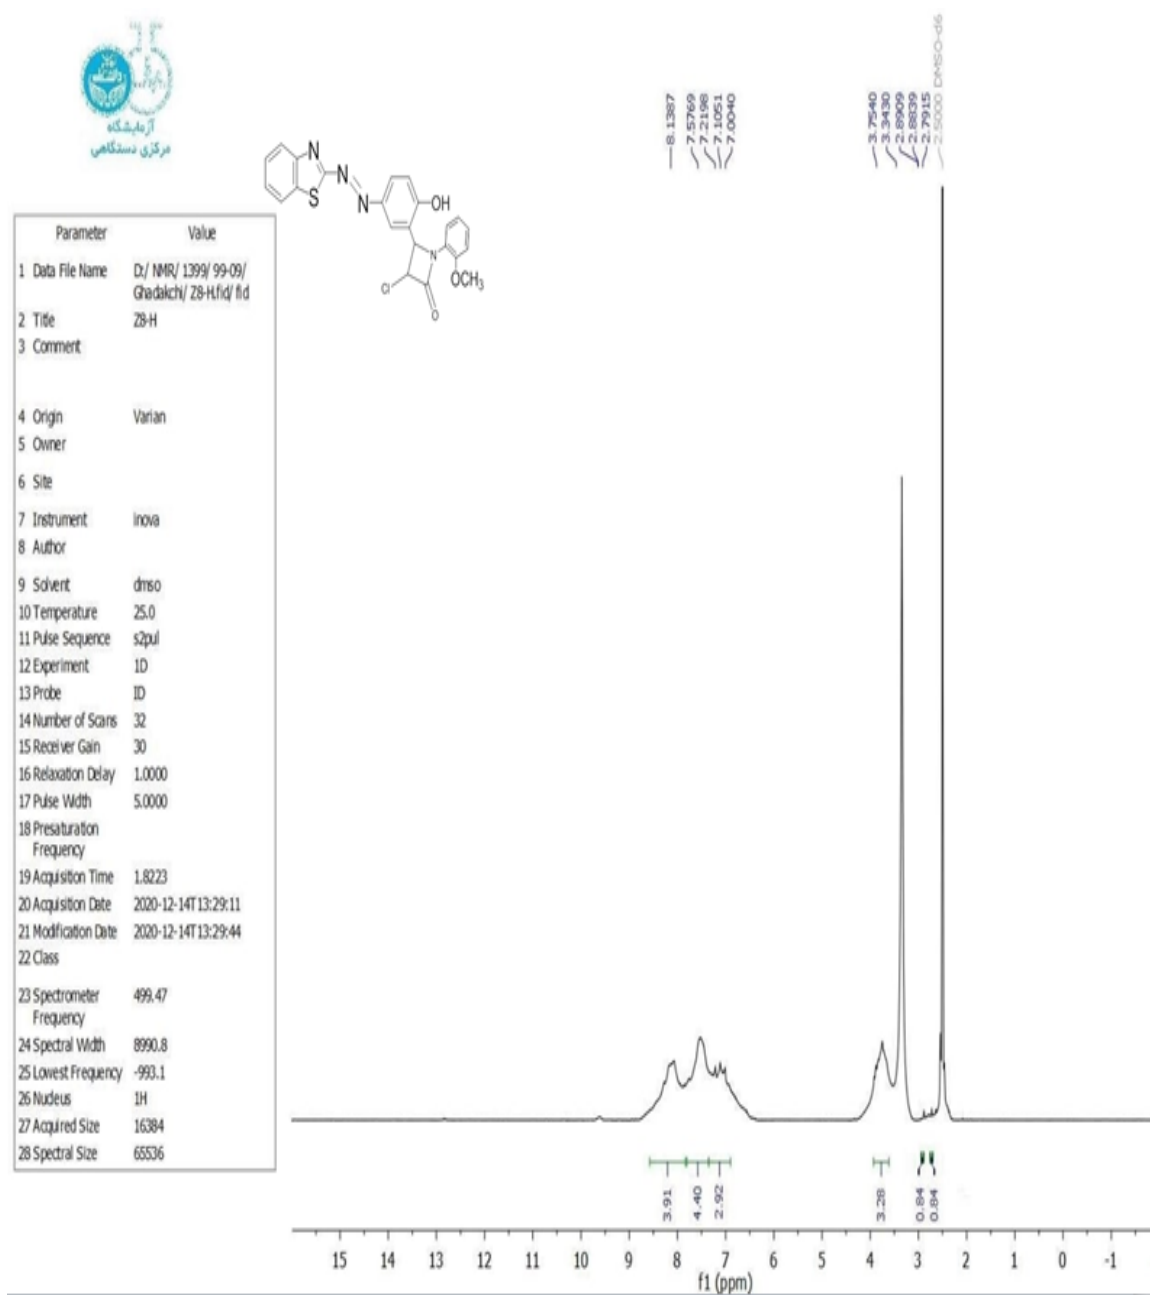 آزمایشگاه
مرکزی دستگاهی
8.1387
7.5769
7.2198
7.1051
7.0040
3.7540
3.3430
2.8909
2.8839
2.7915
2.5000 DMSO-d6
N
N
N
S
OH
N
OCH3
Cl
O
Parameter Value
1 Data File Name D:/ NMR/ 1399/ 99-09/
Ghadakchi/ Z8-H.fid/ fid
2 Title Z8-H
3 Comment
4 Origin Varian
5 Owner
6 Site
7 Instrument inova
8 Author
9 Solvent dmso
10 Temperature 25.0
11 Pulse Sequence s2pul
12 Experiment 1D
13 Probe ID
14 Number of Scans 32
15 Receiver Gain 30
16 Relaxation Delay 1.0000
17 Pulse Width 5.0000
18 Presaturation
Frequency
19 Acquisition Time 1.8223
20 Acquisition Date 2020-12-14T13:29:11
21 Modification Date 2020-12-14T13:29:44
22 Class
23 Spectrometer 499.47
Frequency
24 Spectral Width 8990.8
25 Lowest Frequency -993.1
26 Nucleus 1H
27 Acquired Size 16384
28 Spectral Size 65536
3.91
4.40
2.92
3.28
0.84
0.84
15 14 13 12 11 10 9 8 7 6 5 4 3 2 1 0 -1
f1 (ppm)